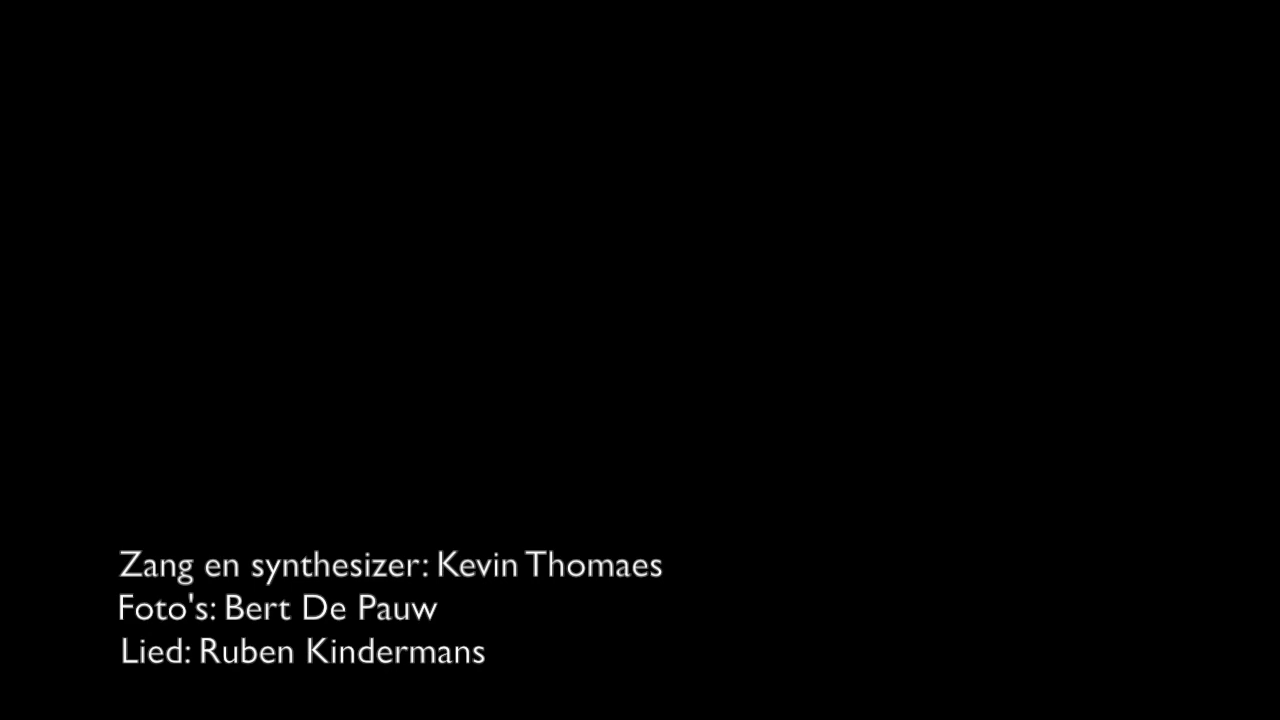 Zang en synthesizer: Kevin Thomaes
Foto's: Bert De Pauw
Lied: Ruben Kindermans